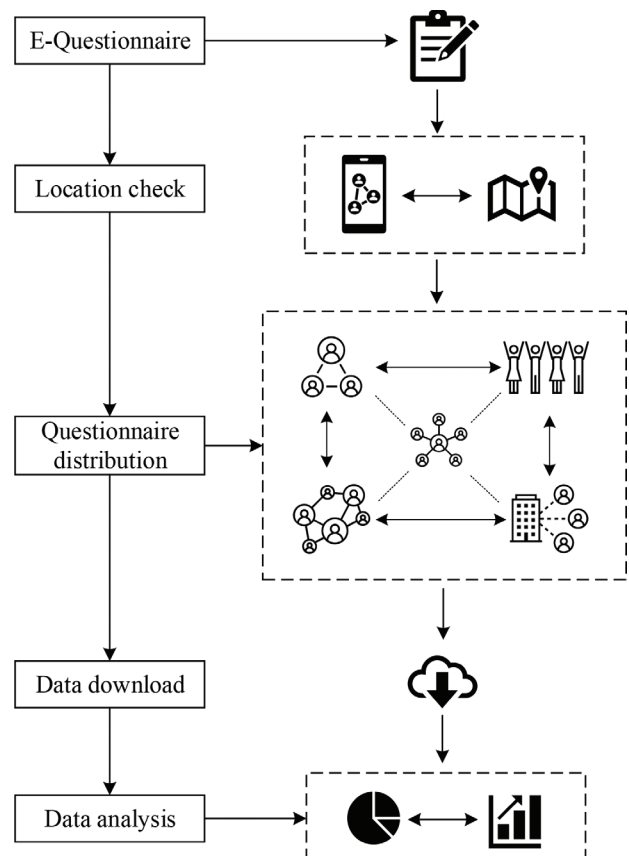 E-Questionnaire
Location check
Questionnaire
distribution
Data download
Data analysis